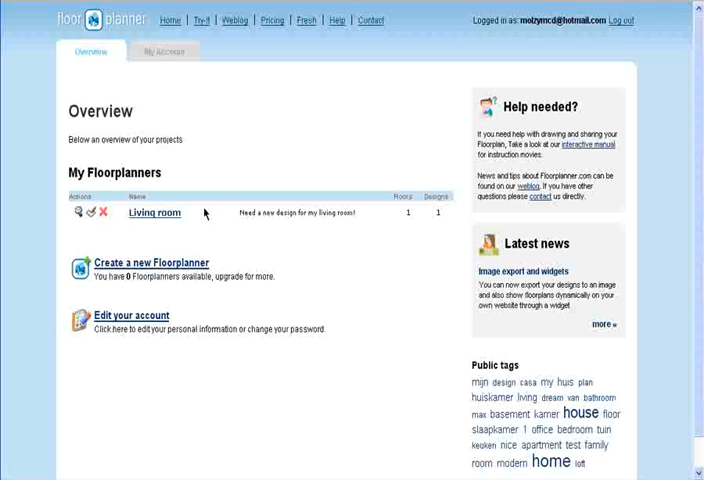 floor planner Home | Try-it | Weblog | Pricing | Fresh | Help | Contact
Logged in as: molzymcd@hotmail.com Log out
Overview My Account
Overview
Below an overview of your projects
My Floorplanners
Actions Name Floors Designs
Living room Need a new design for my living room! 1 1
Create a new Floorplanner
You have 0 Floorplanners available, upgrade for more.
Edit your account
Click here to edit your personal information or change your password.
Help needed?
If you need help with drawing and sharing your
Floorplan, Take a look at our interactive manual
for instruction movies.
News and tips about Floorplanner.com can be
found on our weblog. If you have other
questions please contact us directly.
Latest news
Image export and widgets
You can now export your designs to an image
and also show floorplans dynamically on your
own website through a widget
more »
Public tags
mijn design casa my huis plan
huiskamer living dream van bathroom
max basement kamer house floor
slaapkamer 1 office bedroom tuin
keuken nice apartment test family
room modern home loft